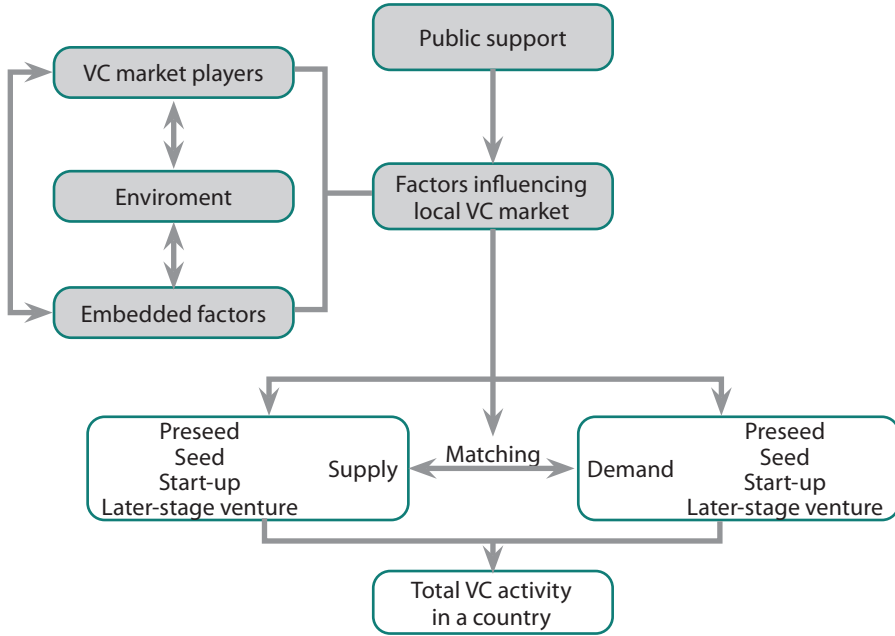 Public support
VC market players
Enviroment
Factors influencing
local VC market
Embedded factors
Preseed
Seed
Start-up
Later-stage venture
Supply
Matching
Demand
Preseed
Seed
Start-up
Later-stage venture
Total VC activity
in a country